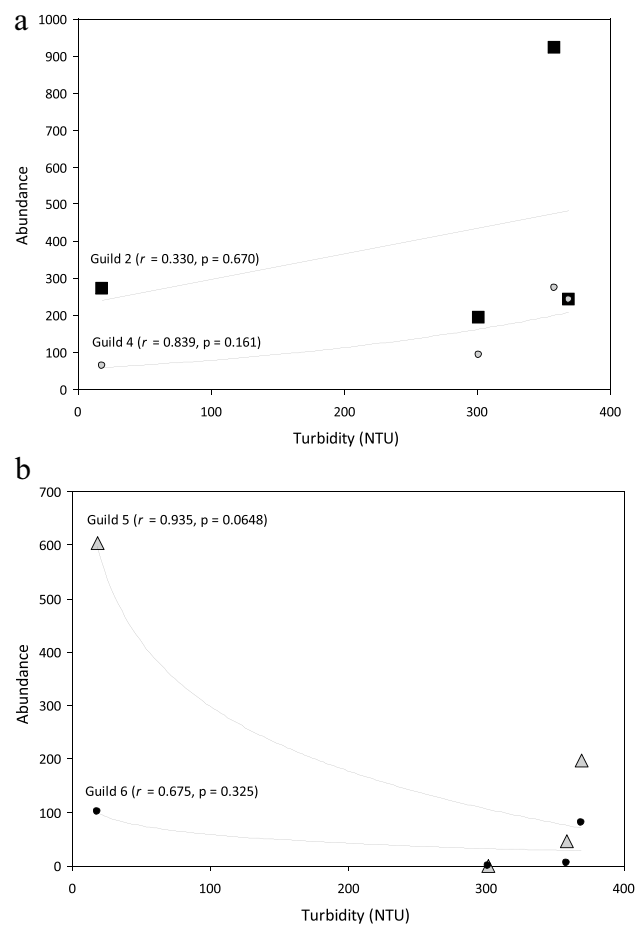 a
1000
900
800
700
600
500
400
300
200
100
0
Abundance
Guild 2 (r = 0.330, p = 0.670)
Guild 4 (r = 0.839, p = 0.161)
0 100 200 300 400
Turbidity (NTU)
b
700
600
500
400
300
200
100
0
Abundance
Guild 5 (r = 0.935, p = 0.0648)
Guild 6 (r = 0.675, p = 0.325)
0 100 200 300 400
Turbidity (NTU)